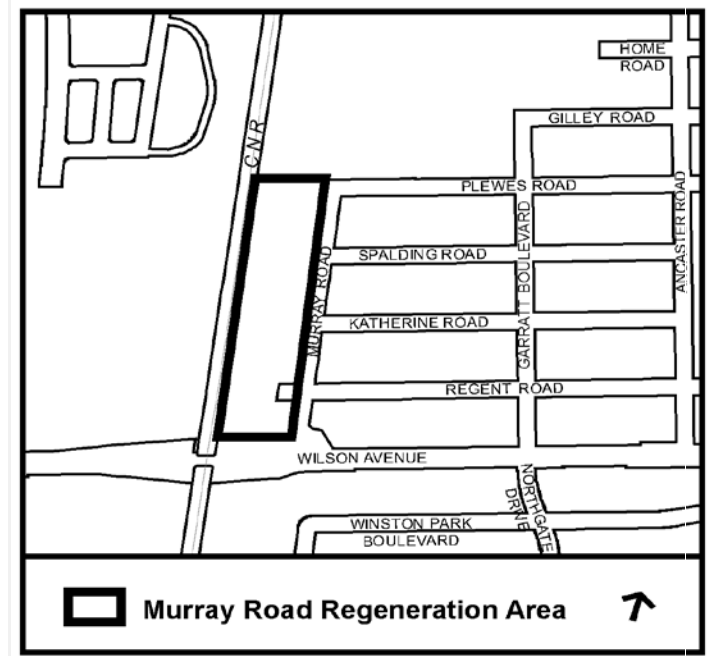 HOME
ROAD
GILLEY ROAD
CNR
PLEWES ROAD
ANCASTER ROAD
GARRATT BOULEVARD
SPALDING ROAD
MURRAY ROAD
KATHERINE ROAD
REGENT ROAD
WILSON AVENUE
NORTHGATE
DRIVE
WINSTON PARK
BOULEVARD
Murray Road Regeneration Area